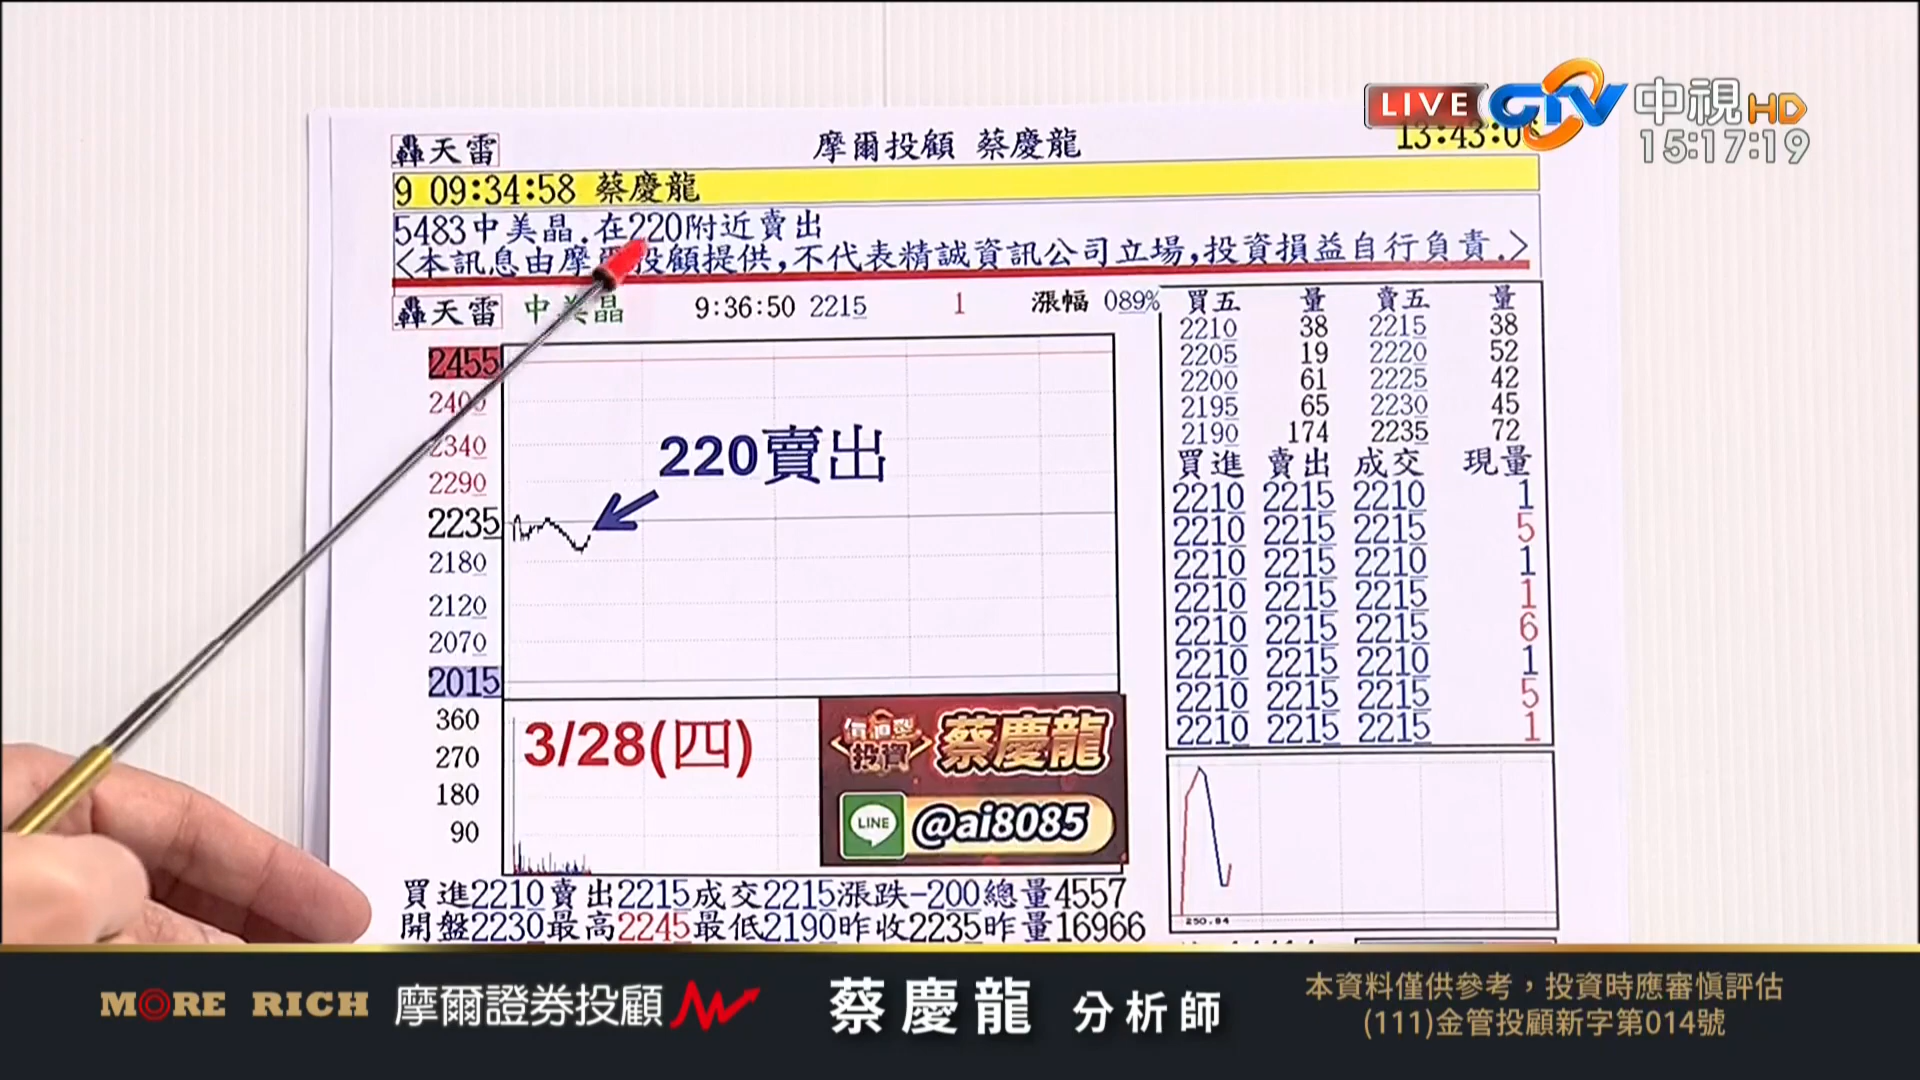 LIVE CTV 中視HD
15:17:19
轟天雷 摩爾投顧 蔡慶龍 13:43:0
9 09:34:58 蔡慶龍
5483中美晶.在220附近賣出
<本訊息由摩爾投顧提供,不代表精誠資訊公司立場,投資損益自行負責.>
轟天雷 中美晶 9:36:50 2215 1 漲幅 089%
買五 量 賣五 量
2210 38 2215 38
2205 19 2220 52
2200 61 2225 42
2195 65 2230 45
2190 174 2235 72
買進 賣出 成交 現量
2210 2215 2210 1
2210 2215 2215 5
2210 2215 2210 1
2210 2215 2215 1
2210 2215 2215 6
2210 2215 2210 1
2210 2215 2215 5
2210 2215 2215 1
2455
2400
2340
2290
2235
2180
2120
2070
2015
220賣出
360
270
180
90
3/28(四)
投資
蔡慶龍
LINE @ai8085
250.84
買進2210賣出2215成交2215漲跌-200總量4557
開盤2230最高2245最低2190昨收2235昨量16966
MORE RICH 摩爾證券投顧
蔡慶龍 分析師
本資料僅供參考，投資時應審慎評估
(111)金管投顧新字第014號